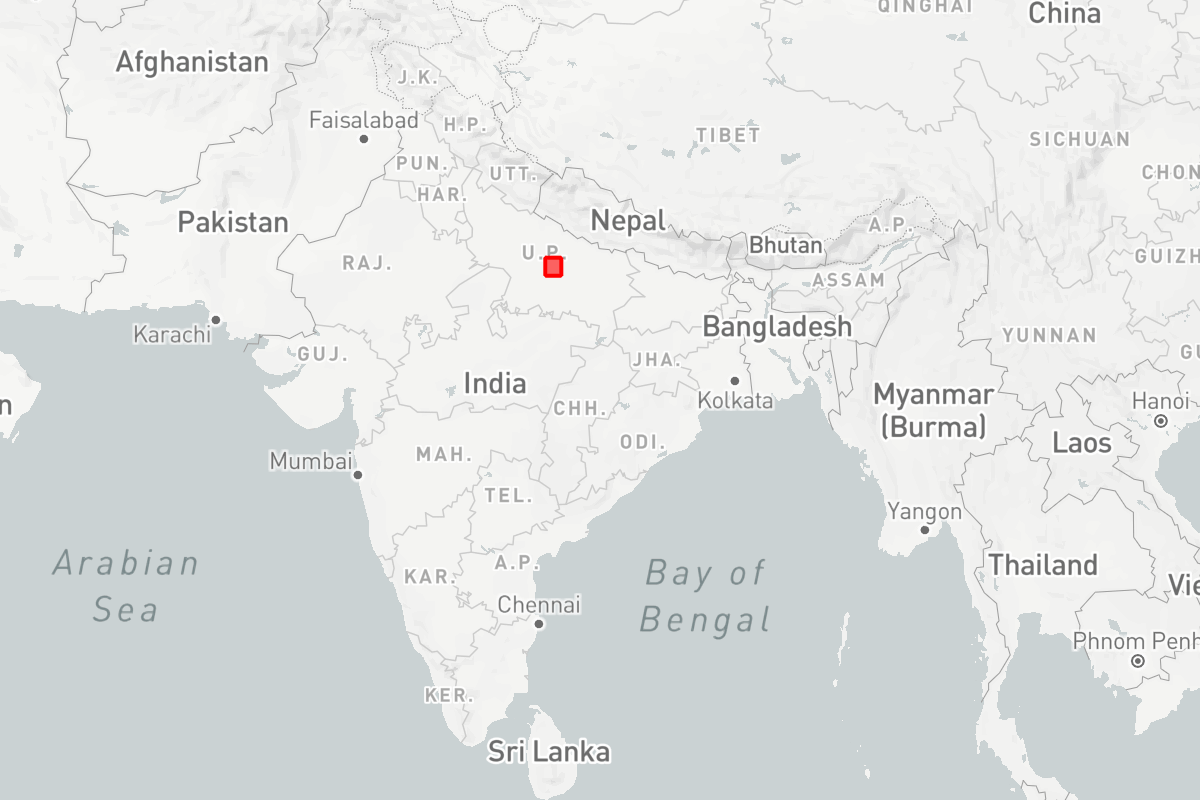 QINGHAI
China
Afghanistan
J.K.
Faisalabad
H.P.
TIBET
SICHUAN
PUN.
UTT.
CHON
HAR.
Pakistan
Nepal
A.P.
Bhutan
U.P.
RAJ.
ASSAM
GUIZH
Karachi
Bangladesh
YUNNAN
GUJ.
JHA.
GU
India
Kolkata
Myanmar
(Burma)
Hanoi
n
CHH.
ODI.
Laos
MAH.
Mumbai
TEL.
Yangon
Arabian
Sea
A.P.
KAR.
Bay of
Bengal
Thailand
Vie
Chennai
Phnom Penh
KER.
Sri Lanka